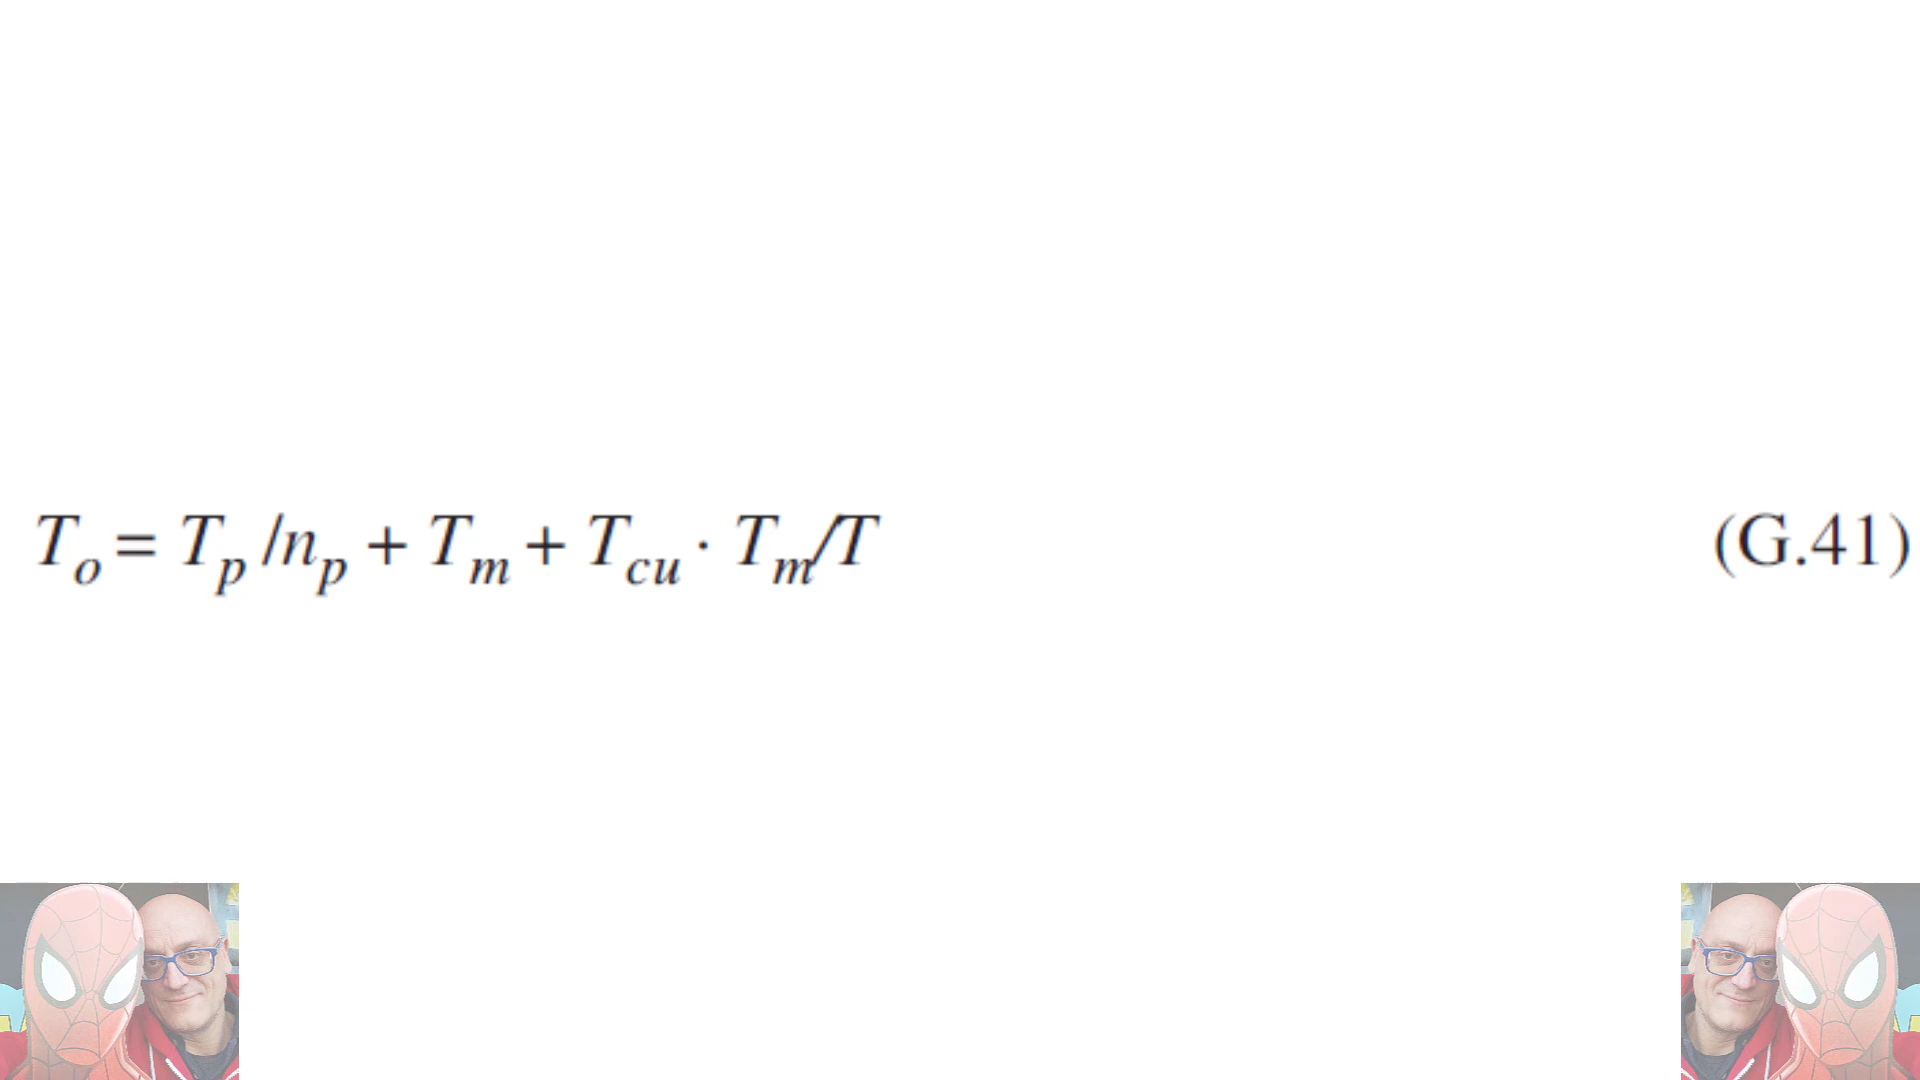 T_o = T_p /n_p + T_m + T_cu · T_m/T (G.41)